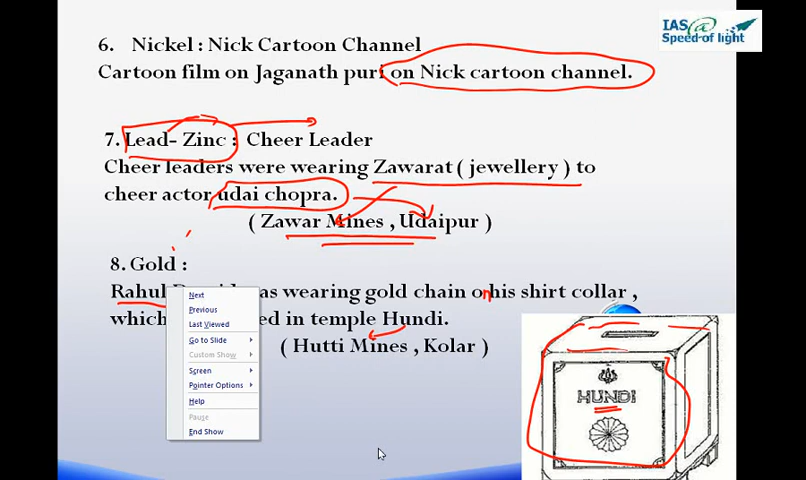 IAS@
Speed of light
6. Nickel : Nick Cartoon Channel
Cartoon film on Jaganath puri on Nick cartoon channel.
7. Lead- Zinc : Cheer Leader
Cheer leaders were wearing Zawarat ( jewellery ) to
cheer actor udai chopra.
( Zawar Mines , Udaipur )
8. Gold :
Rahul as wearing gold chain on his shirt collar ,
which ed in temple Hundi.
( Hutti Mines , Kolar )
Next
Previous
Last Viewed
Go to Slide
Custom Show
Screen
Pointer Options
Help
Pause
End Show
HUNDI